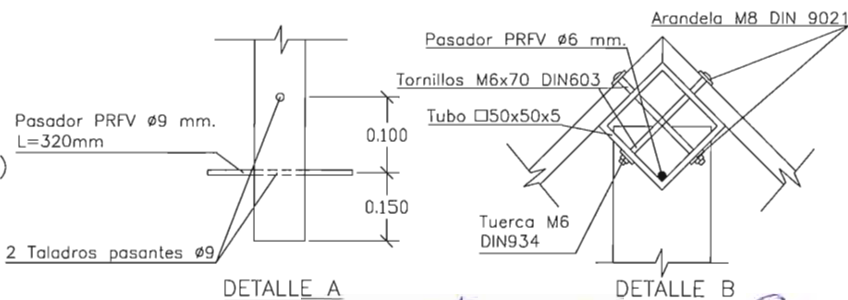 Arandela M8 DIN 9021
Pasador PRFV ø6 mm.
Tornillos M6x70 DIN603
Tubo □50x50x5
Pasador PRFV ø9 mm.
L=320mm
0.100
0.150
Tuerca M6
DIN934
2 Taladros pasantes ø9
DETALLE A
DETALLE B